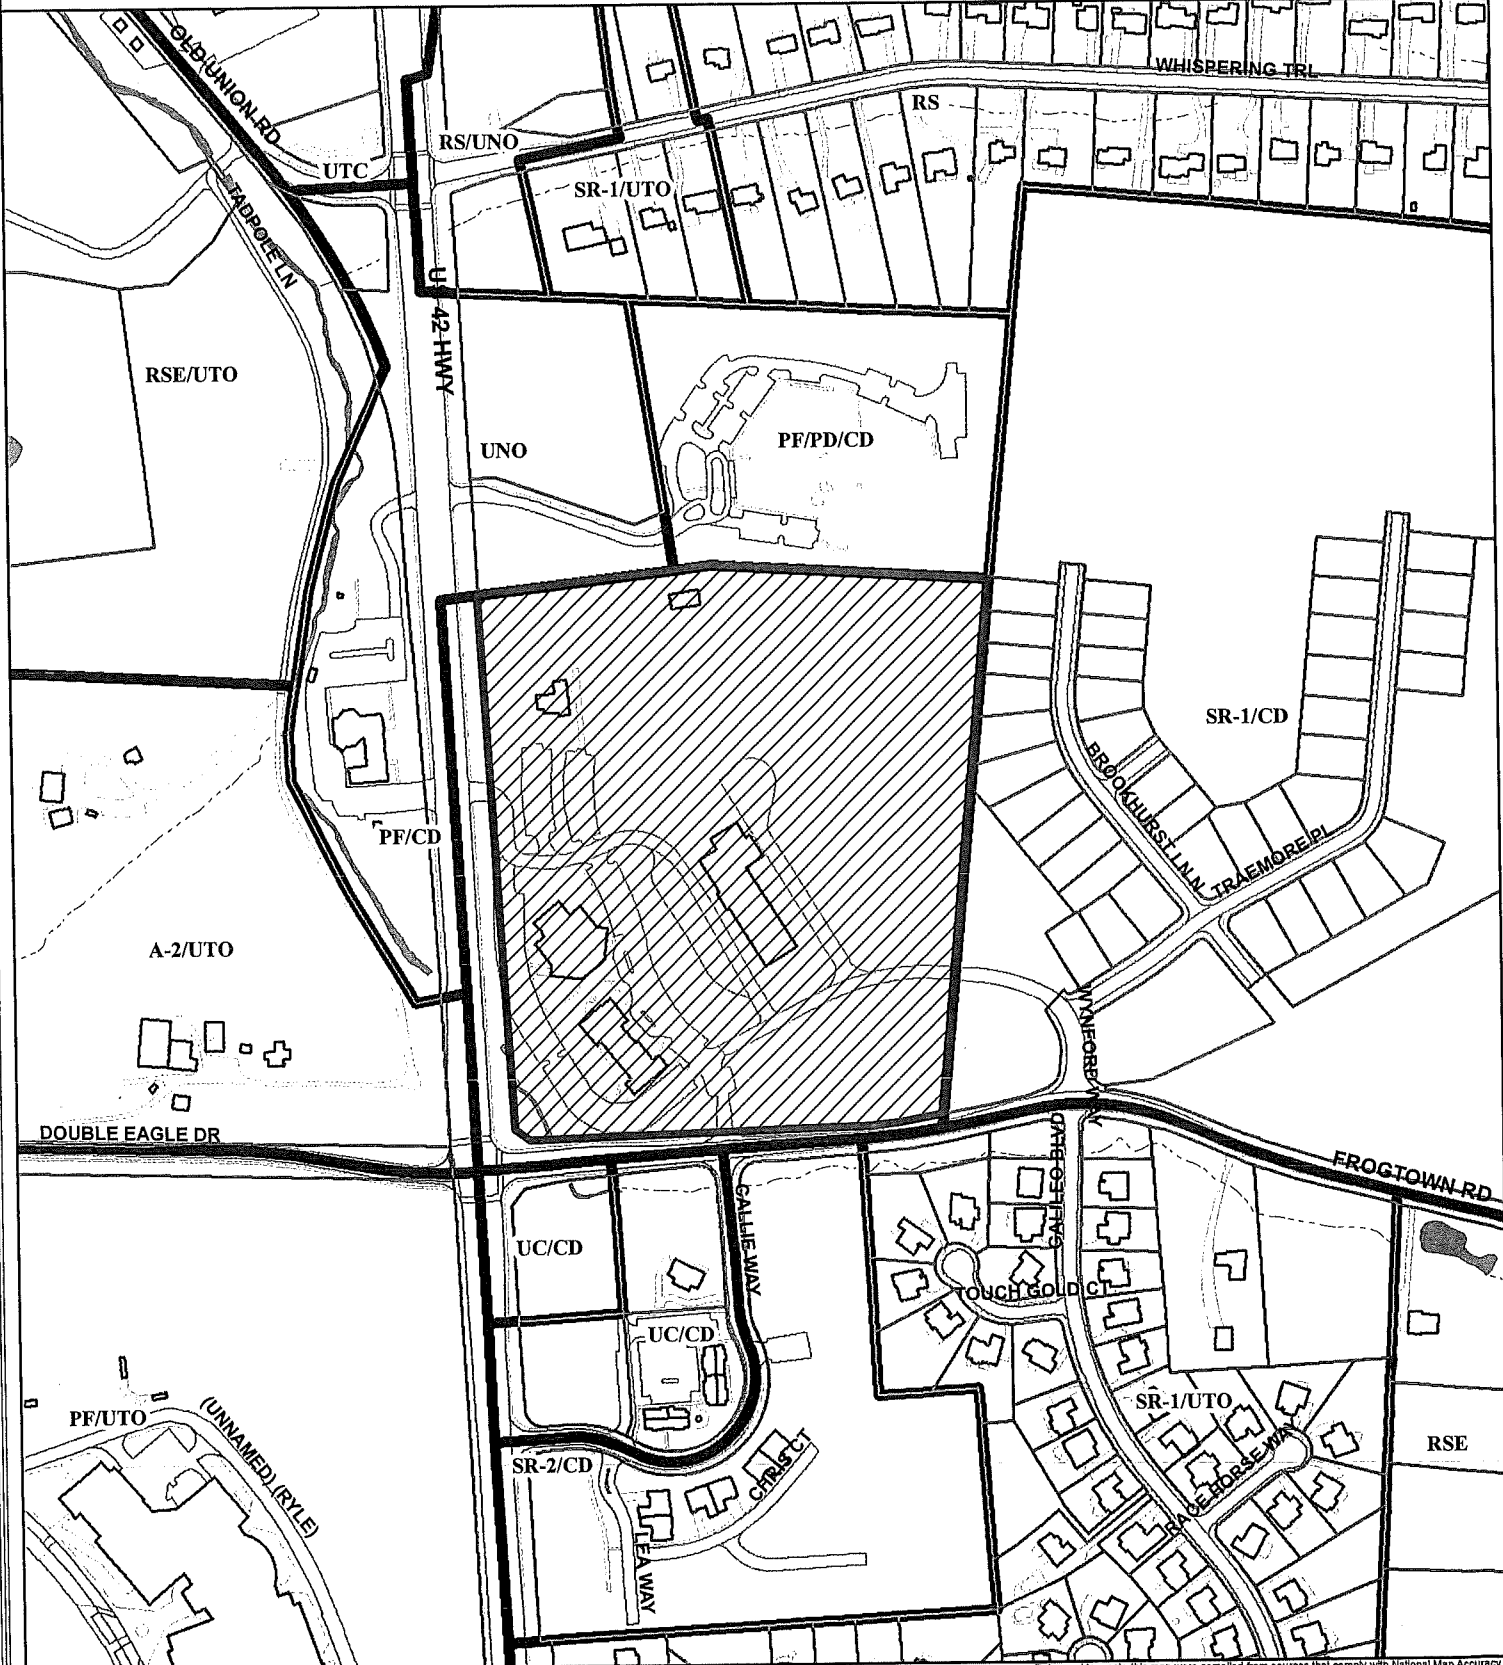 WHISPERING TRL
OLD UNION RD
RS
RS/UNO
UTC
SR-1/UTO
TADPOLE LN
42 HWY
RSE/UTO
PF/PD/CD
UNO
SR-1/CD
BROOKHURST LN N
PF/CD
TRAEMORE PL
A-2/UTO
WYNFORD WAY
DOUBLE EAGLE DR
GALILEO BLVD
FROGTOWN RD
CALLIE WAY
UC/CD
TOUCH GOLD CT
UC/CD
SR-1/UTO
PF/UTO
(UNNAMED) (RYLE)
RACE HORSE WAY
RSE
CHRIS CT
SR-2/CD
LEA WAY